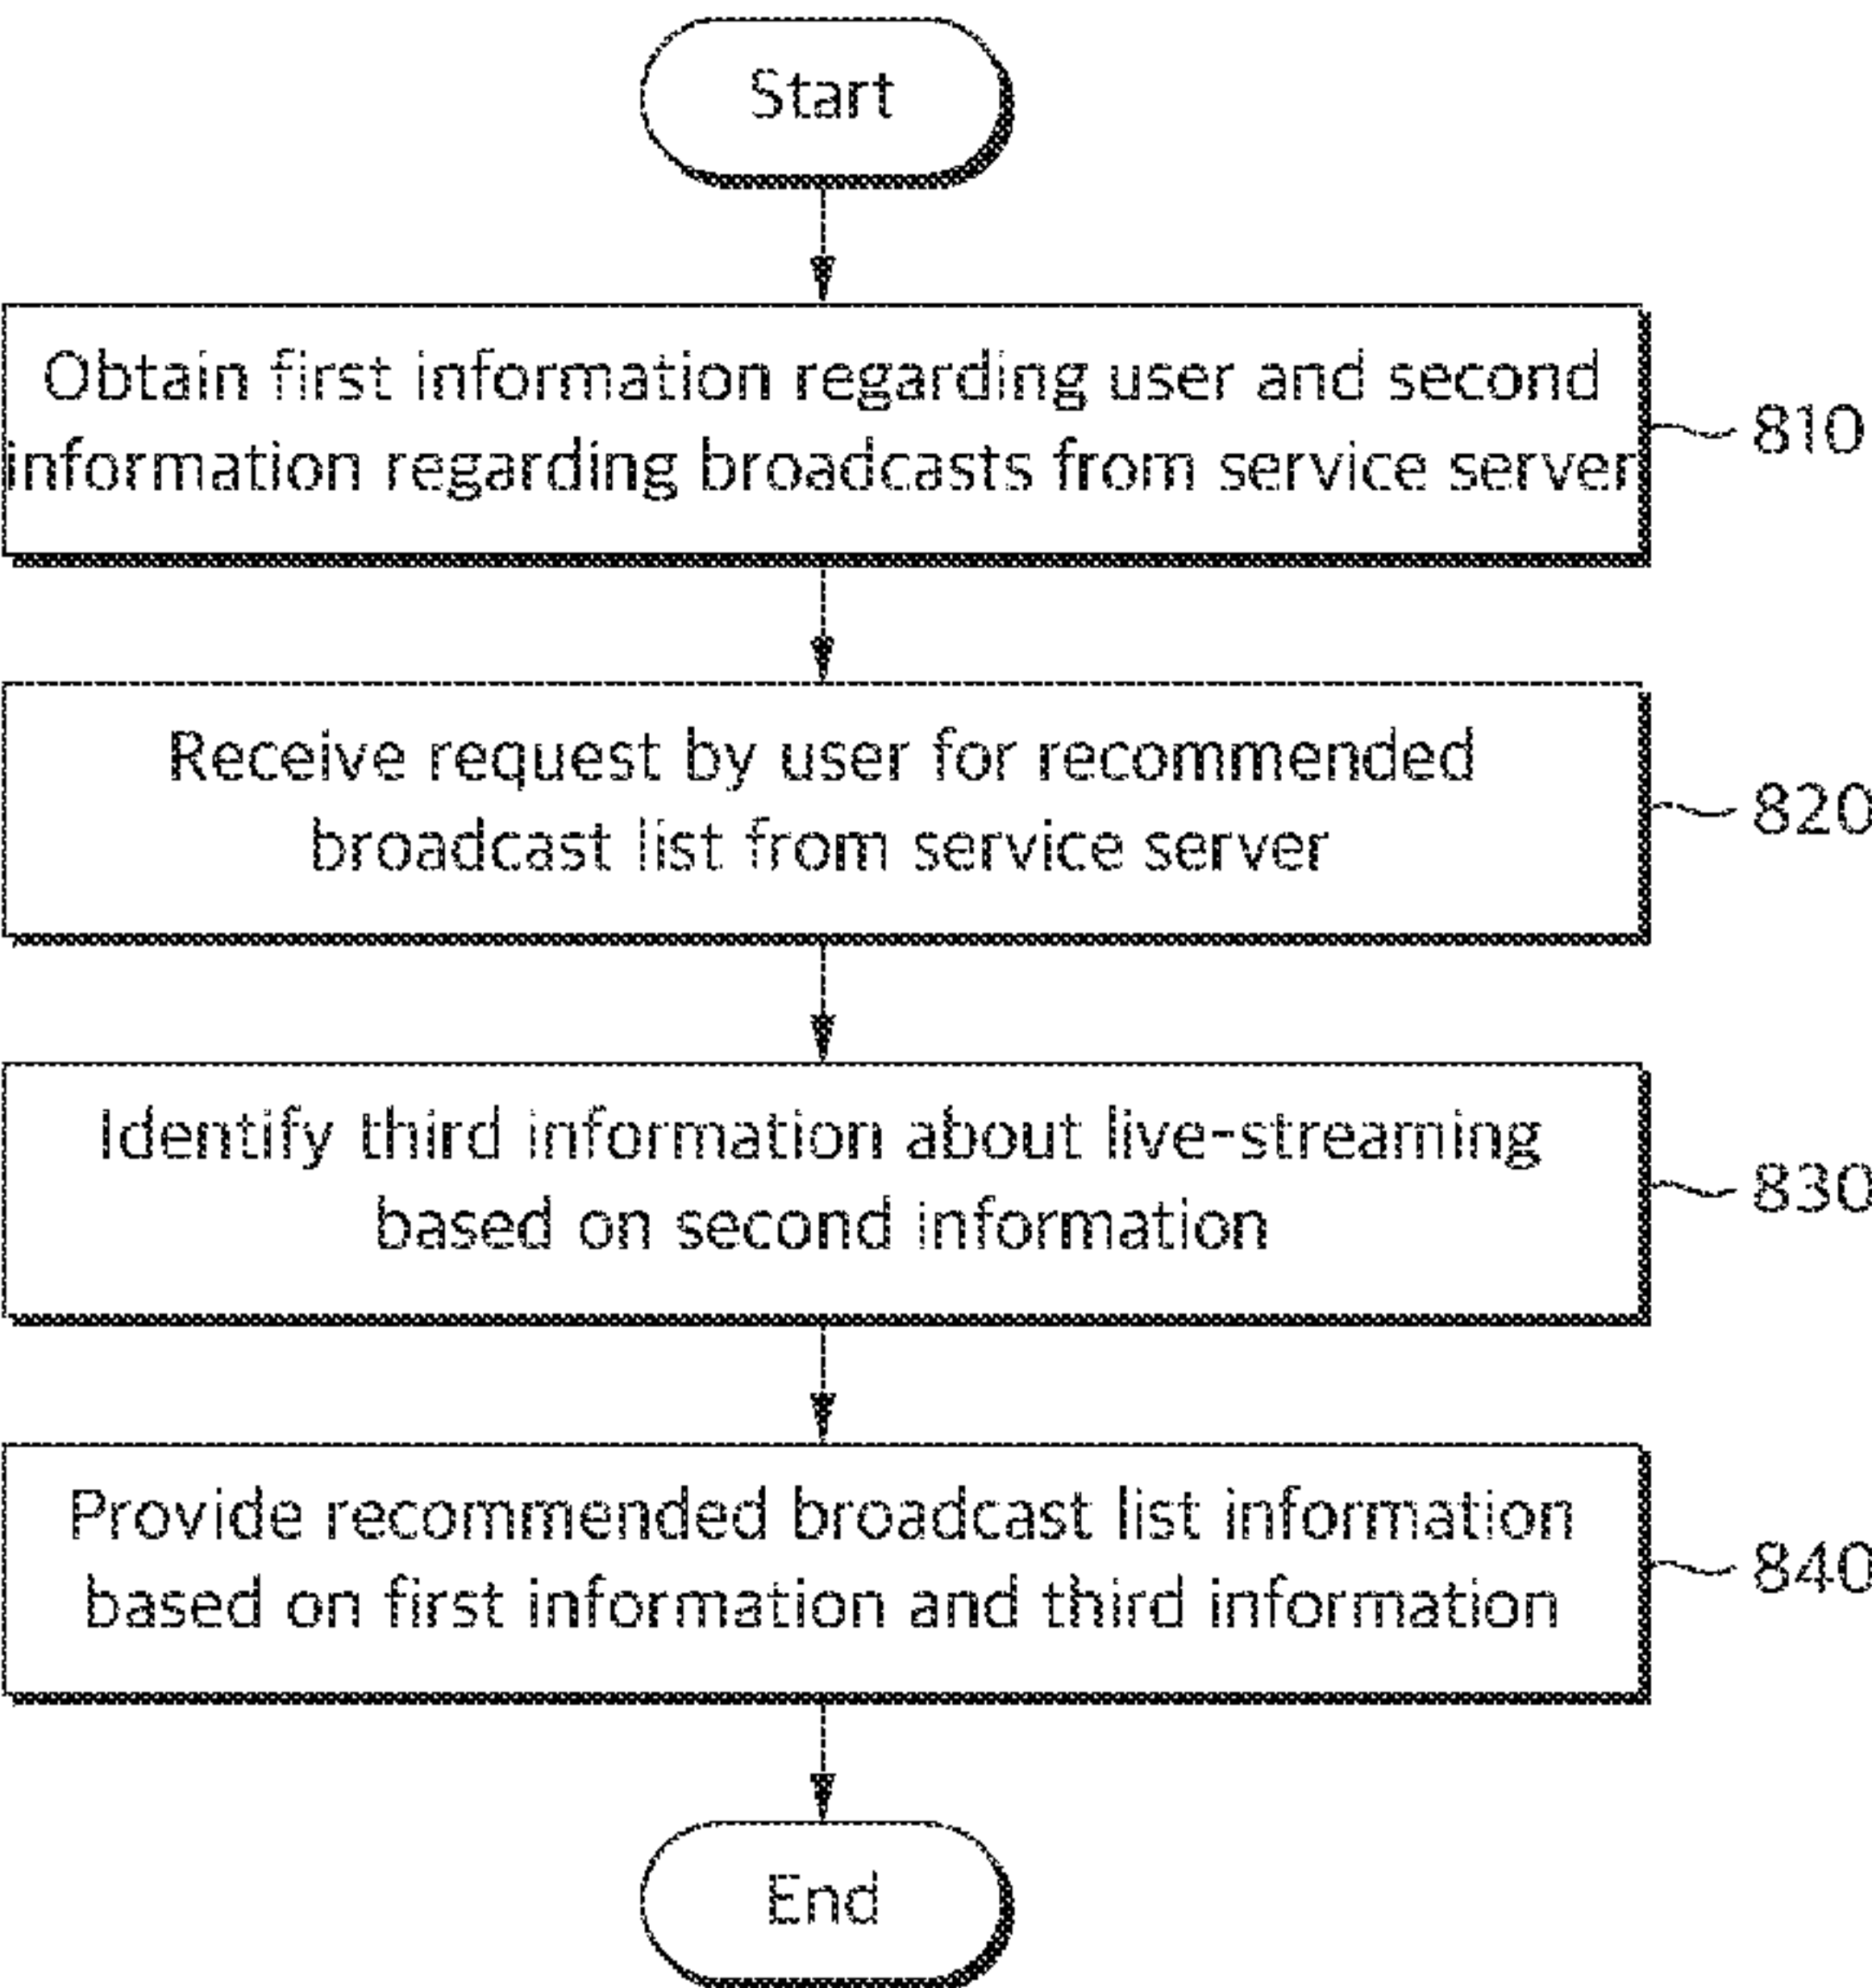 Start
Obtain first information regarding user and second
information regarding broadcasts from service server
810
Receive request by user for recommended
broadcast list from service server
820
Identify third information about live-streaming
based on second information
830
Provide recommended broadcast list information
based on first information and third information
840
End